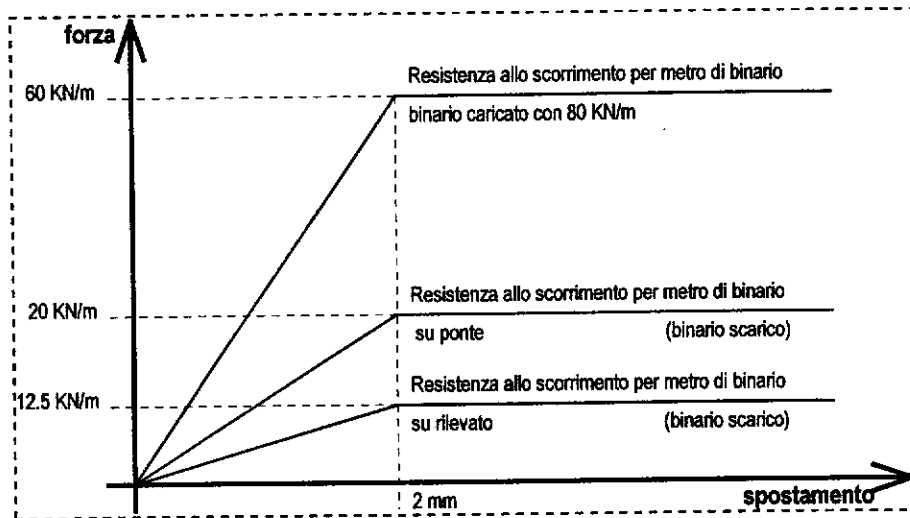 forza
Resistenza allo scorrimento per metro di binario
60 KN/m
binario caricato con 80 KN/m
Resistenza allo scorrimento per metro di binario
20 KN/m
su ponte (binario scarico)
Resistenza allo scorrimento per metro di binario
12.5 KN/m
su rilevato (binario scarico)
2 mm
spostamento